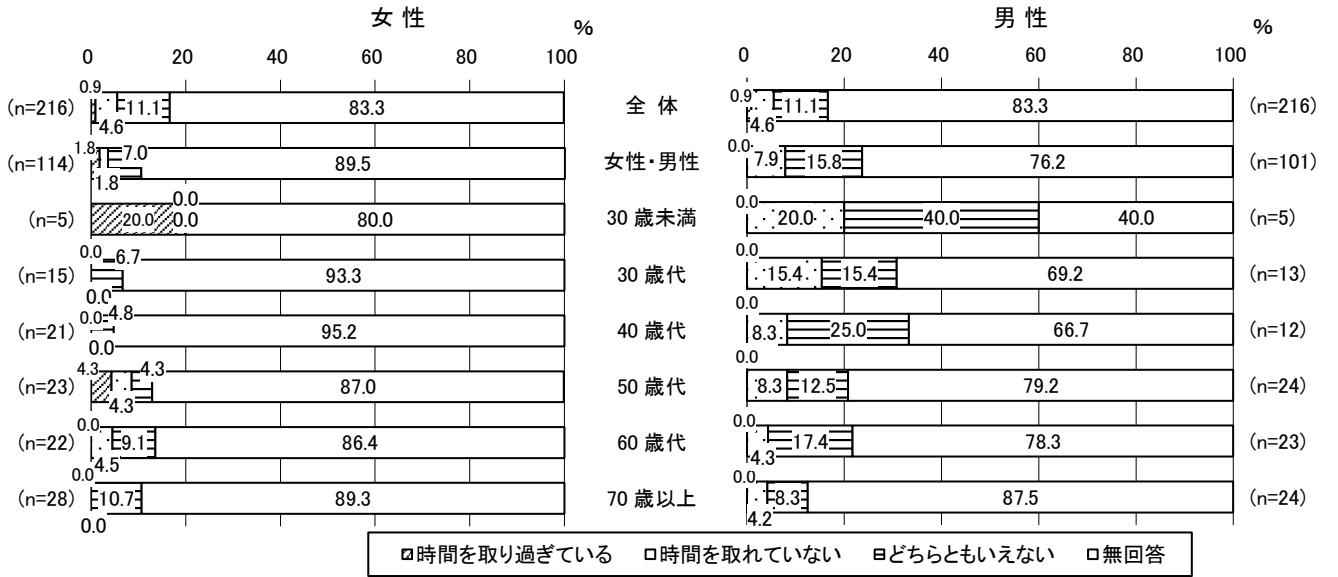 女 性 男 性
% %
0 20 40 60 80 100 0 20 40 60 80 100
(n=216) 0.9 4.6 11.1 83.3 全 体 0.9 4.6 11.1 83.3 (n=216)
(n=114) 1.8 1.8 7.0 89.5 女性・男性 0.0 7.9 15.8 76.2 (n=101)
(n=5) 20.0 0.0 0.0 80.0 30 歳未満 0.0 20.0 40.0 40.0 (n=5)
(n=15) 0.0 0.0 6.7 93.3 30 歳代 0.0 15.4 15.4 69.2 (n=13)
(n=21) 0.0 0.0 4.8 95.2 40 歳代 0.0 8.3 25.0 66.7 (n=12)
(n=23) 4.3 4.3 4.3 87.0 50 歳代 0.0 8.3 12.5 79.2 (n=24)
(n=22) 0.0 4.5 9.1 86.4 60 歳代 0.0 4.3 17.4 78.3 (n=23)
(n=28) 0.0 0.0 10.7 89.3 70 歳以上 0.0 4.2 8.3 87.5 (n=24)
時間を取り過ぎている 時間を取れていない どちらともいえない 無回答